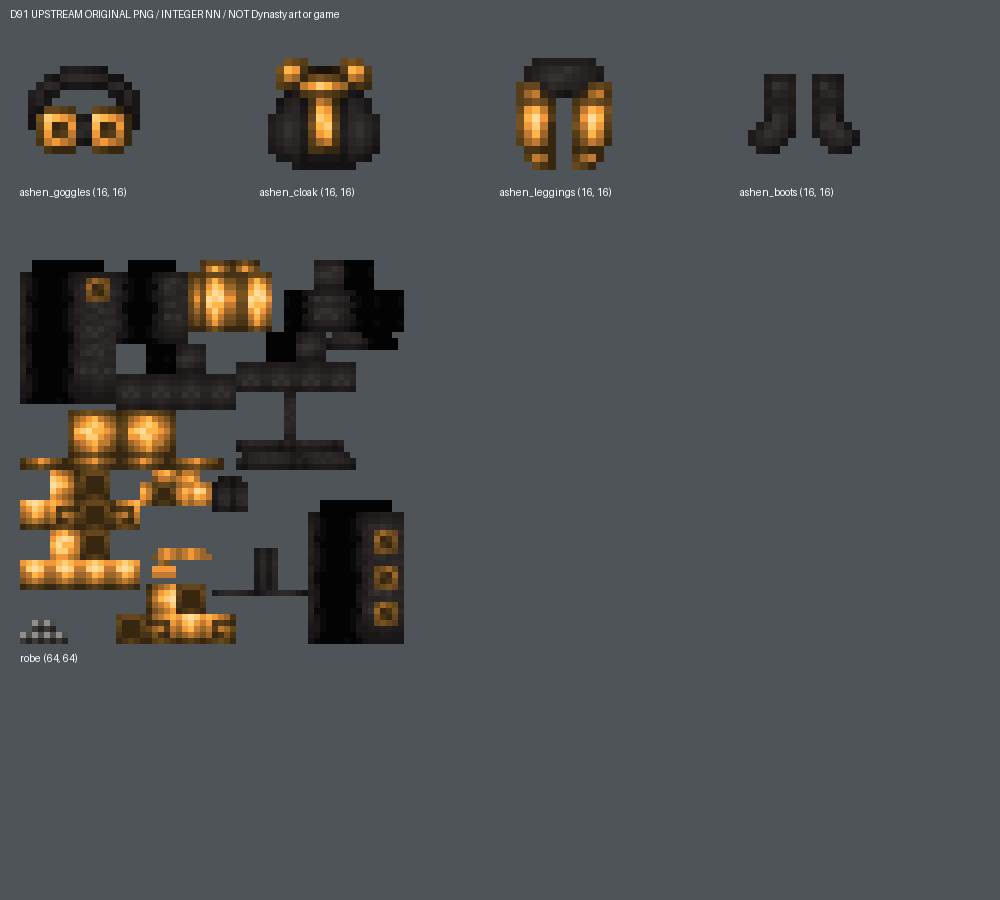 D91 UPSTREAM ORIGINAL PNG / INTEGER NN / NOT Dynasty art or game
ashen_goggles (16, 16)
ashen_cloak (16, 16)
ashen_leggings (16, 16)
ashen_boots (16, 16)
robe (64, 64)